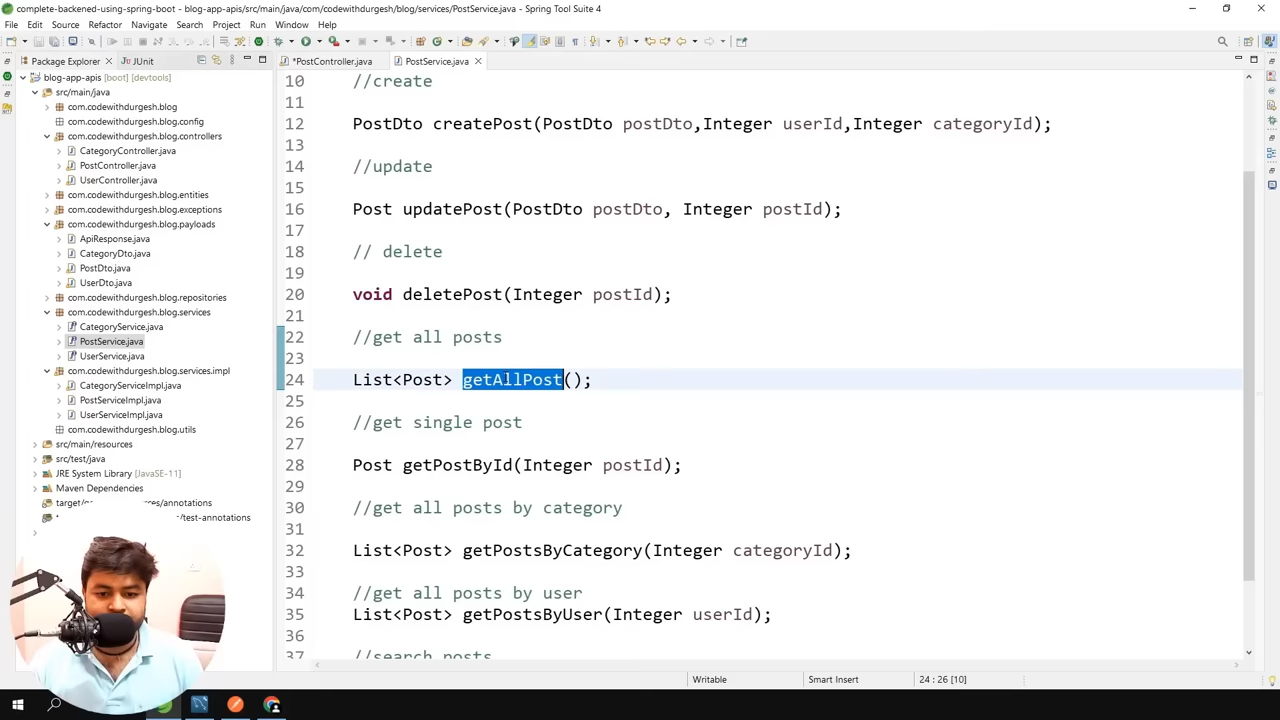 complete-backened-using-spring-boot - blog-app-apis/src/main/java/com/codewithdurgesh/blog/services/PostService.java - Spring Tool Suite 4
File Edit Source Refactor Navigate Search Project Run Window Help
Package Explorer JUnit
*PostController.java PostService.java
blog-app-apis [boot] [devtools]
src/main/java
com.codewithdurgesh.blog
com.codewithdurgesh.blog.config
com.codewithdurgesh.blog.controllers
CategoryController.java
PostController.java
UserController.java
com.codewithdurgesh.blog.entities
com.codewithdurgesh.blog.exceptions
com.codewithdurgesh.blog.payloads
ApiResponse.java
CategoryDto.java
PostDto.java
UserDto.java
com.codewithdurgesh.blog.repositories
com.codewithdurgesh.blog.services
CategoryService.java
PostService.java
UserService.java
com.codewithdurgesh.blog.services.impl
CategoryServiceImpl.java
PostServiceImpl.java
UserServiceImpl.java
com.codewithdurgesh.blog.utils
src/main/resources
src/test/java
JRE System Library [JavaSE-11]
Maven Dependencies
10 //create
11
12 PostDto createPost(PostDto postDto,Integer userId,Integer categoryId);
13
14 //update
15
16 Post updatePost(PostDto postDto, Integer postId);
17
18 // delete
19
20 void deletePost(Integer postId);
21
22 //get all posts
23
24 List<Post> getAllPost();
25
26 //get single post
27
28 Post getPostById(Integer postId);
29
30 //get all posts by category
31
32 List<Post> getPostsByCategory(Integer categoryId);
33
34 //get all posts by user
35 List<Post> getPostsByUser(Integer userId);
36
37 //search posts
Writable Smart Insert 24 : 26 [10]